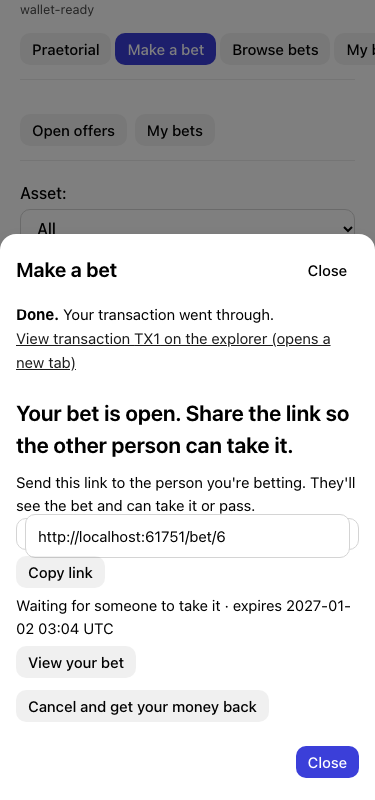 wallet-ready
Praetorial
Make a bet
Browse bets
My b
Open offers
My bets
Asset:
All
Make a bet
Close
Done. Your transaction went through.
View transaction TX1 on the explorer (opens a
new tab)
Your bet is open. Share the link so
the other person can take it.
Send this link to the person you're betting. They'll
see the bet and can take it or pass.
http://localhost:61751/bet/6
Copy link
Waiting for someone to take it · expires 2027-01-
02 03:04 UTC
View your bet
Cancel and get your money back
Close